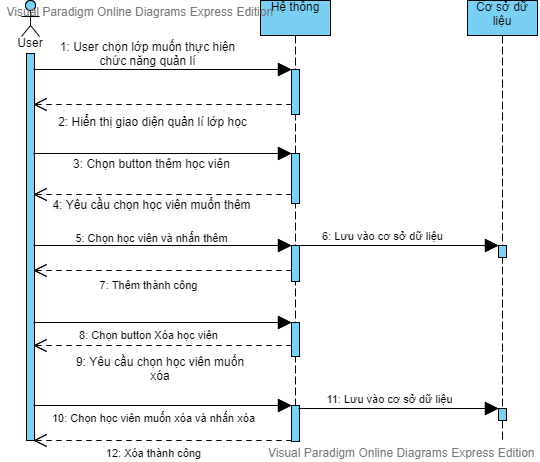 Visual Paradigm Online Diagrams Express Edition
User
Hệ thống
Cơ sở dữ
liệu
1: User chọn lớp muốn thực hiện
chức năng quản lí
2: Hiển thị giao diện quản lí lớp học
3: Chọn button thêm học viên
4: Yêu cầu chọn học viên muốn thêm
5: Chọn học viên và nhấn thêm
6: Lưu vào cơ sở dữ liệu
7: Thêm thành công
8: Chọn button Xóa học viên
9: Yêu cầu chọn học viên muốn
xóa
10: Chọn học viên muốn xóa và nhấn xóa
11: Lưu vào cơ sở dữ liệu
12: Xóa thành công
Visual Paradigm Online Diagrams Express Edition